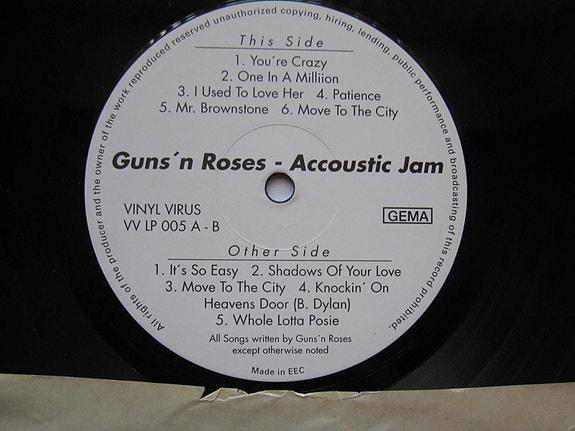 All rights of the producer and the owner of the work reproduced reserved unauthorized copying, hiring, lending, public performance and broadcasting of this record prohibited.
This Side
1. You're Crazy
2. One In A Milliion
3. I Used To Love Her 4. Patience
5. Mr. Brownstone 6. Move To The City
Guns´n Roses - Accoustic Jam
VINYL VIRUS
VV LP 005 A - B
GEMA
Other Side
1. It´s So Easy 2. Shadows Of Your Love
3. Move To The City 4. Knockin´ On
Heavens Door (B. Dylan)
5. Whole Lotta Posie
All Songs written by Guns'n Roses
except otherwise noted
Made in EEC